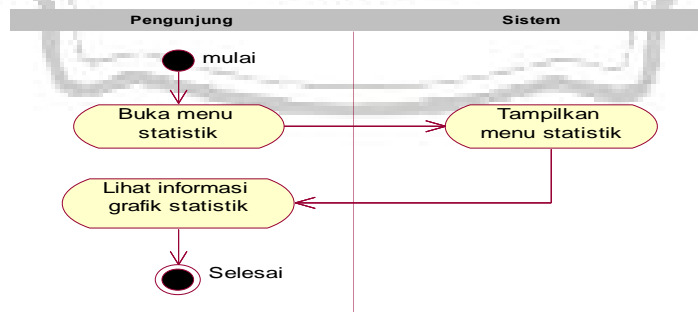 Pengunjung
Sistem
mulai
Buka menu
statistik
Tampilkan
menu statistik
Lihat informasi
grafik statistik
Selesai